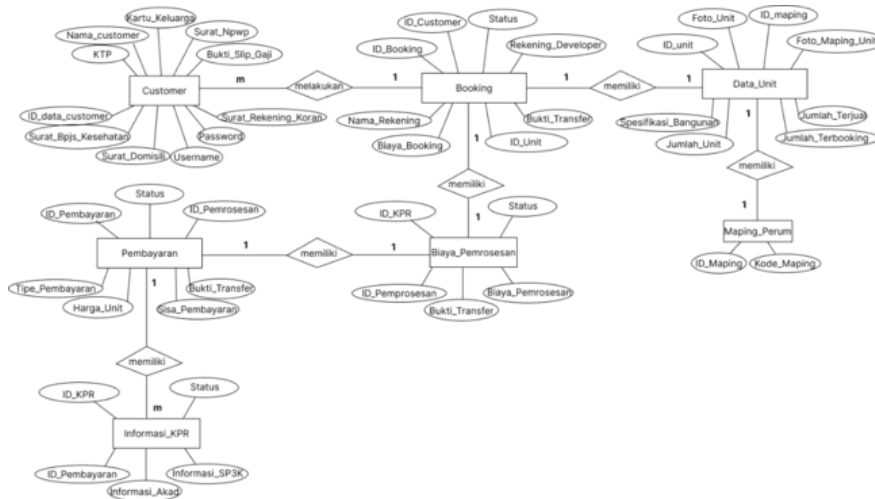 Kartu_Keluarga
Nama_customer
Surat_Npwp
KTP
Bukti_Slip_Gaji
Customer
ID_data_customer
Surat_Rekening_Koran
Surat_Bpjs_Kesehatan
Password
Surat_Domisili
Username
m
melakukan
1
ID_Customer
Status
ID_Booking
Rekening_Developer
Booking
Nama_Rekening
Bukti_Transfer
Biaya_Booking
ID_Unit
1
memiliki
1
Foto_Unit
ID_maping
ID_unit
Foto_Maping_Unit
Data_Unit
Spesifikasi_Bangunan
Jumlah_Terjual
Jumlah_Unit
Jumlah_Terbooking
1
memiliki
1
Maping_Perum
ID_Maping
Kode_Maping
1
memiliki
1
ID_KPR
Status
Biaya_Pemrosesan
ID_Pemprosesan
Biaya_Pemrosesan
Bukti_Transfer
1
memiliki
1
Status
ID_Pembayaran
ID_Pemrosesan
Pembayaran
Tipe_Pembayaran
Bukti_Transfer
Harga_Unit
Sisa_Pembayaran
1
memiliki
m
ID_KPR
Status
Informasi_KPR
ID_Pembayaran
Informasi_SP3K
Informasi_Akad